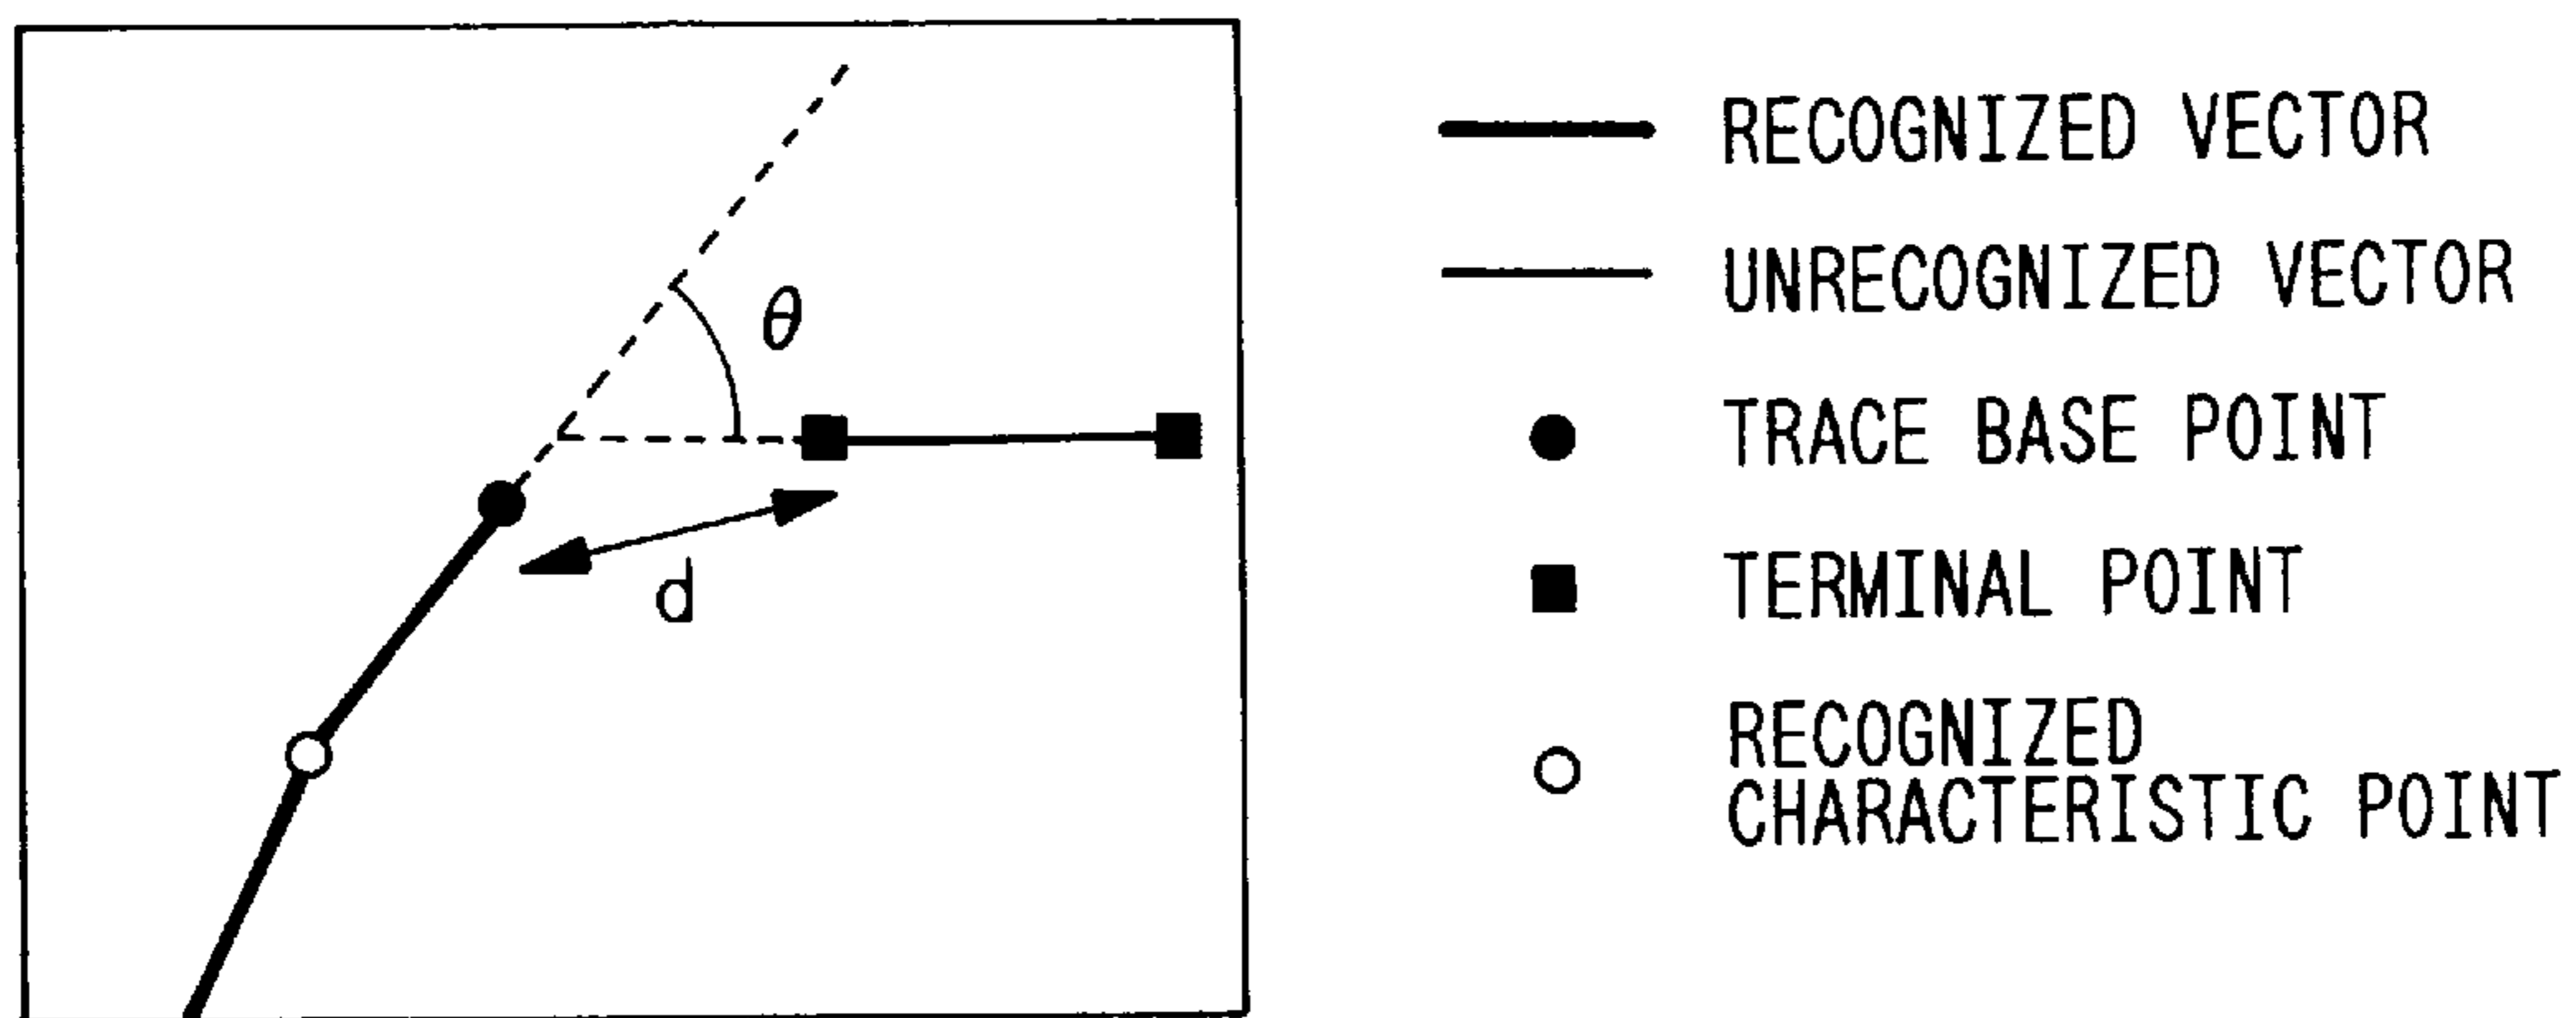 θ
d
RECOGNIZED VECTOR
UNRECOGNIZED VECTOR
TRACE BASE POINT
TERMINAL POINT
RECOGNIZED
CHARACTERISTIC POINT